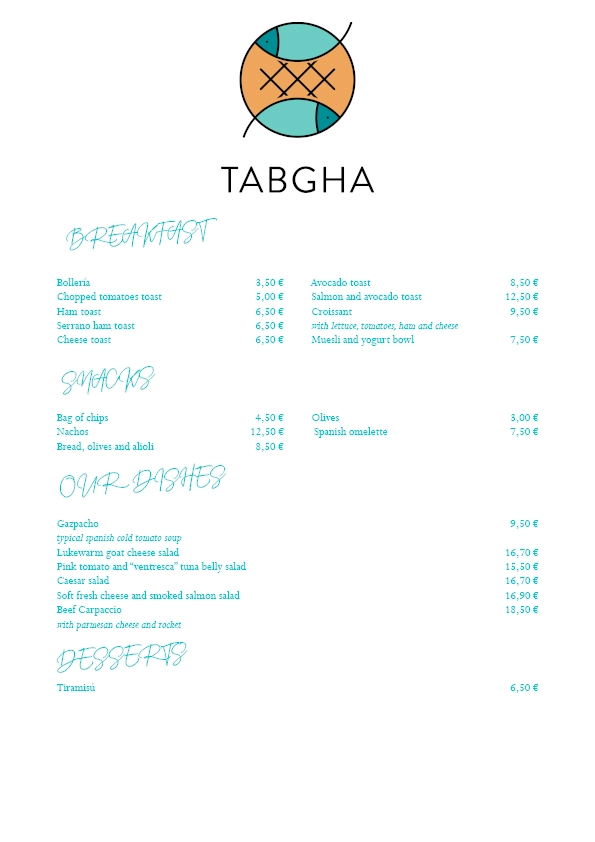 TABGHA
BREAKFAST
Bollería 3,50 €
Chopped tomatoes toast 5,00 €
Ham toast 6,50 €
Serrano ham toast 6,50 €
Cheese toast 6,50 €
Avocado toast 8,50 €
Salmon and avocado toast 12,50 €
Croissant 9,50 €
with lettuce, tomatoes, ham and cheese
Muesli and yogurt bowl 7,50 €
SNACKS
Bag of chips 4,50 €
Nachos 12,50 €
Bread, olives and alioli 8,50 €
Olives 3,00 €
Spanish omelette 7,50 €
OUR DISHES
Gazpacho 9,50 €
typical spanish cold tomato soup
Lukewarm goat cheese salad 16,70 €
Pink tomato and “ventresca” tuna belly salad 15,50 €
Caesar salad 16,70 €
Soft fresh cheese and smoked salmon salad 16,90 €
Beef Carpaccio 18,50 €
with parmesan cheese and rocket
DESSERTS
Tiramisú 6,50 €